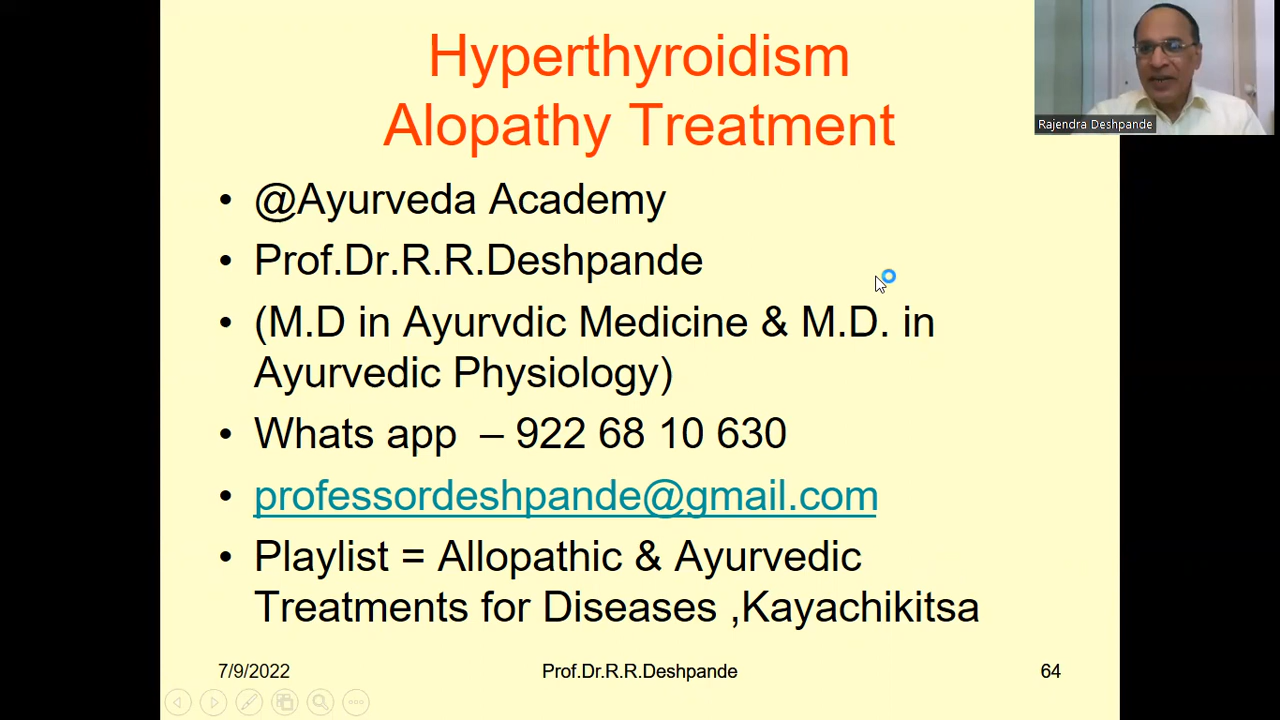 Hyperthyroidism
Alopathy Treatment
Rajendra Deshpande
• @Ayurveda Academy
• Prof.Dr.R.R.Deshpande
• (M.D in Ayurvdic Medicine & M.D. in
Ayurvedic Physiology)
• Whats app – 922 68 10 630
• professordeshpande@gmail.com
• Playlist = Allopathic & Ayurvedic
Treatments for Diseases ,Kayachikitsa
7/9/2022
Prof.Dr.R.R.Deshpande
64